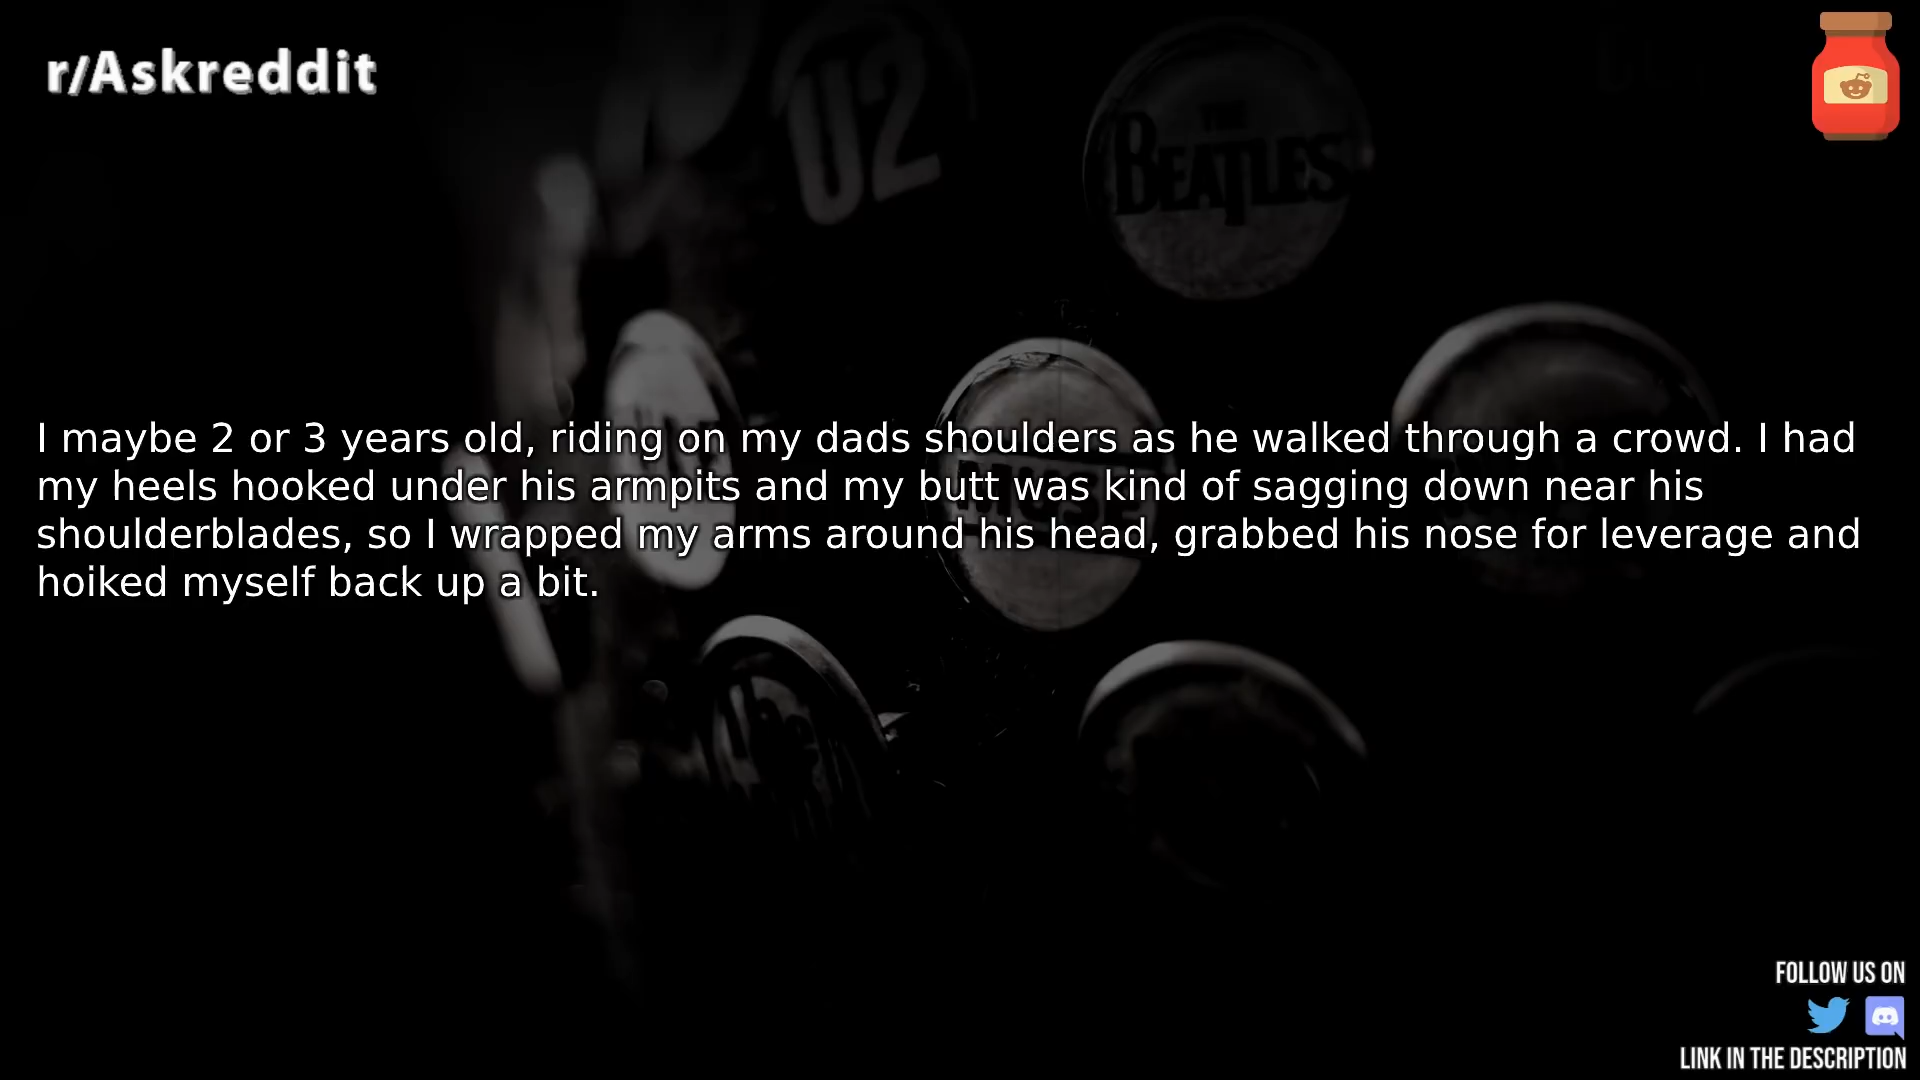 r/Askreddit
U2
THE
BEATLES
I maybe 2 or 3 years old, riding on my dads shoulders as he walked through a crowd. I had
my heels hooked under his armpits and my butt was kind of sagging down near his
shoulderblades, so I wrapped my arms around his head, grabbed his nose for leverage and
hoiked myself back up a bit.
MUSE
FOLLOW US ON
LINK IN THE DESCRIPTION